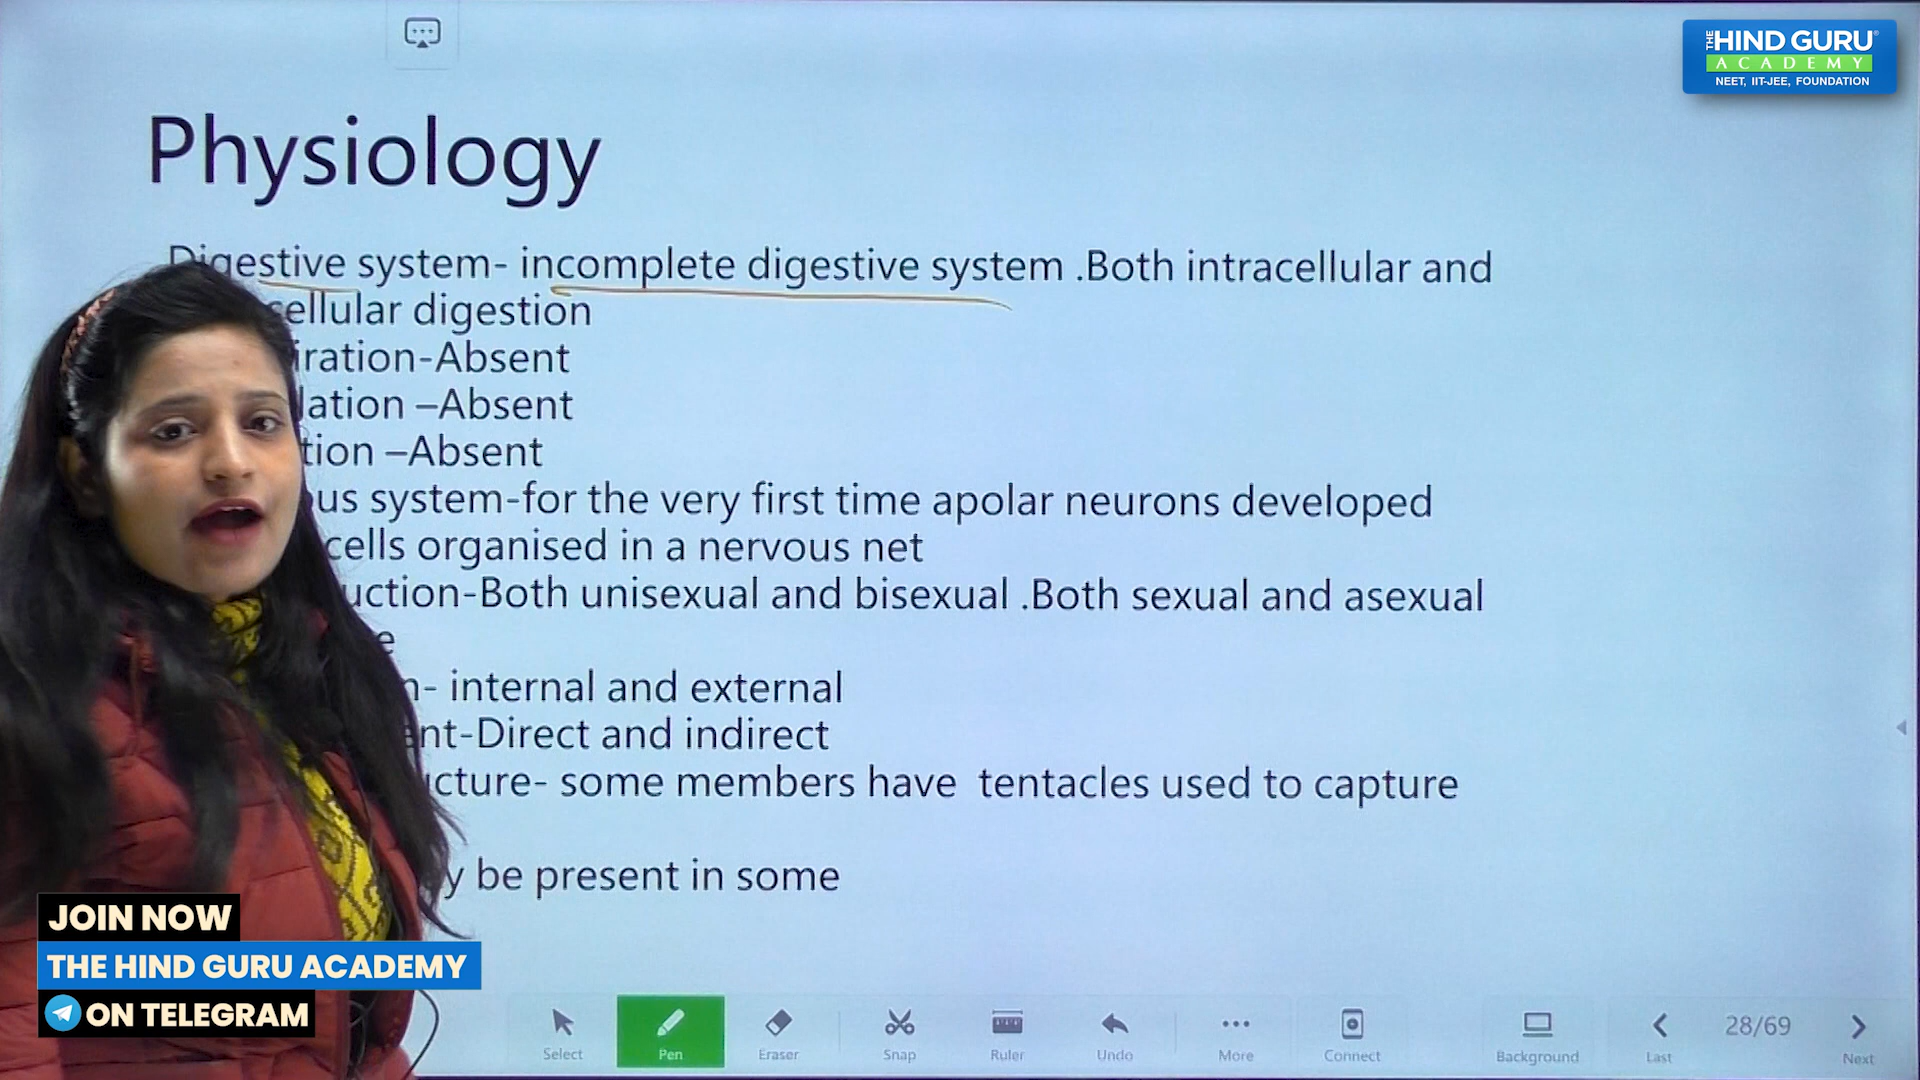 THE HIND GURU
ACADEMY
NEET, IIT-JEE, FOUNDATION
Physiology
Digestive system- incomplete digestive system .Both intracellular and
cellular digestion
iration-Absent
lation –Absent
tion –Absent
us system-for the very first time apolar neurons developed
cells organised in a nervous net
uction-Both unisexual and bisexual .Both sexual and asexual
e
n- internal and external
ent-Direct and indirect
ucture- some members have tentacles used to capture
y be present in some
JOIN NOW
THE HIND GURU ACADEMY
ON TELEGRAM
Select Pen Eraser Snap Ruler Undo More Connect Background Last 28/69 Next